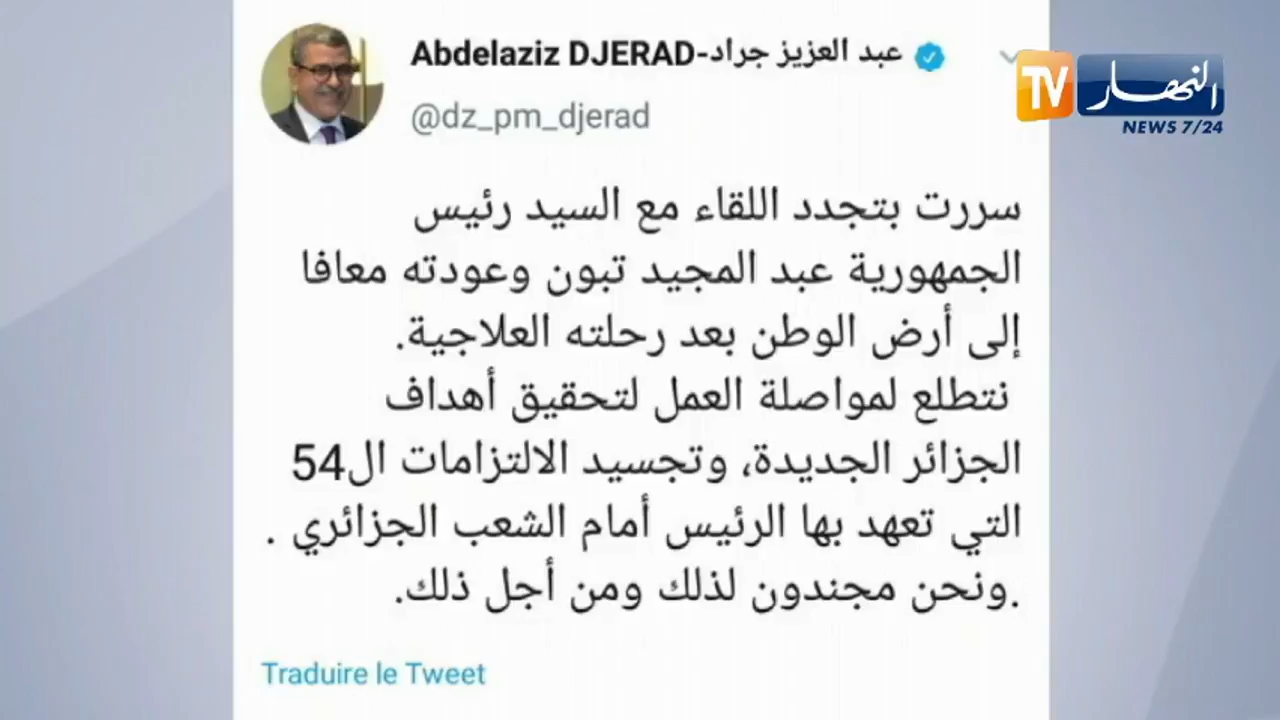 Abdelaziz DJERAD-عبد العزيز جراد
@dz_pm_djerad
TV النهار
NEWS 7/24
سررت بتجدد اللقاء مع السيد رئيس
الجمهورية عبد المجيد تبون وعودته معافا
إلى أرض الوطن بعد رحلته العلاجية.
نتطلع لمواصلة العمل لتحقيق أهداف
الجزائر الجديدة، وتجسيد الالتزامات ال54
التي تعهد بها الرئيس أمام الشعب الجزائري .
.ونحن مجندون لذلك ومن أجل ذلك.
Traduire le Tweet